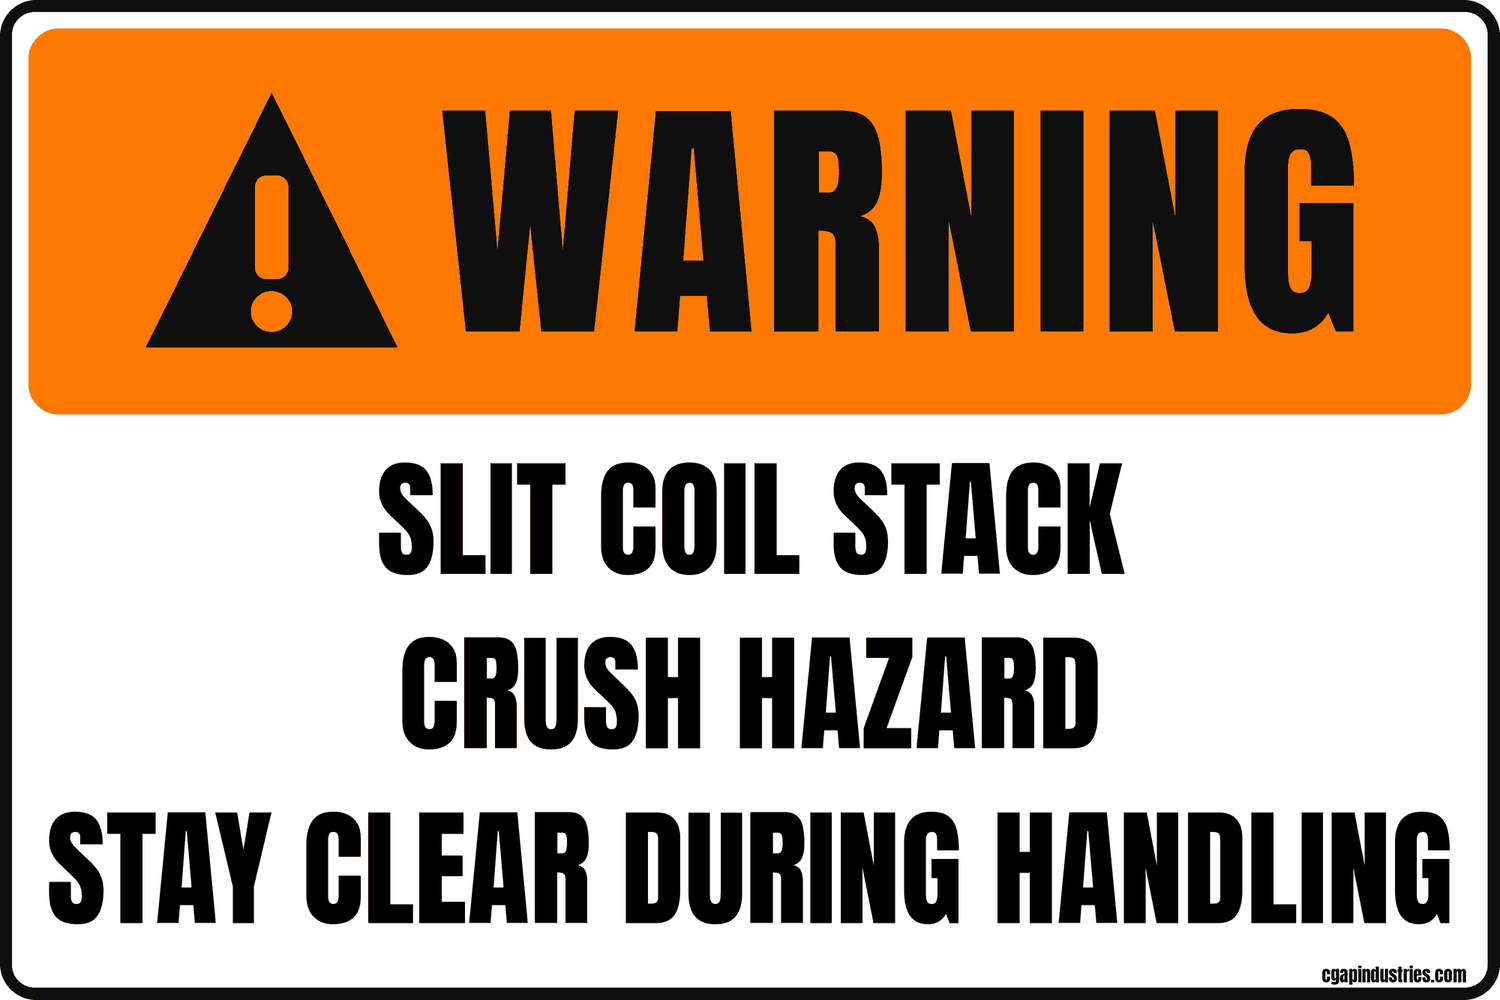 WARNING
SLIT COIL STACK
CRUSH HAZARD
STAY CLEAR DURING HANDLING
cgapindustries.com